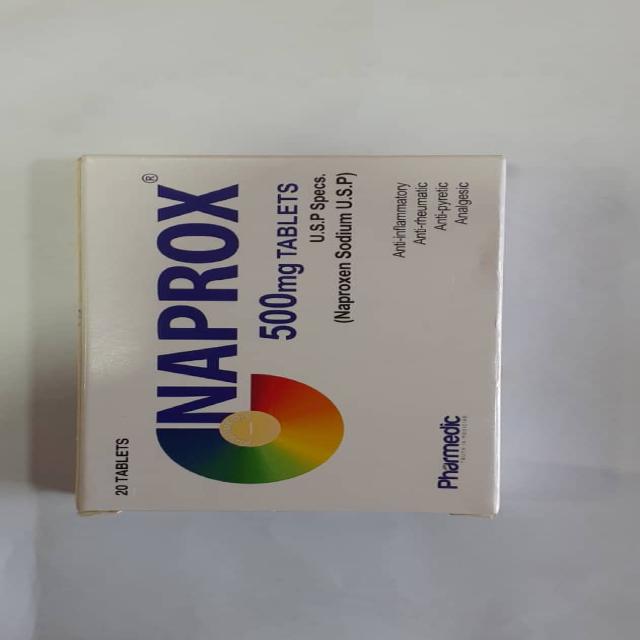 20 TABLETS
NAPROX®
500mg TABLETS
U.S.P Specs.
(Naproxen Sodium U.S.P)
Anti-inflammatory
Anti-rheumatic
Anti-pyretic
Analgesic
Pharmedic